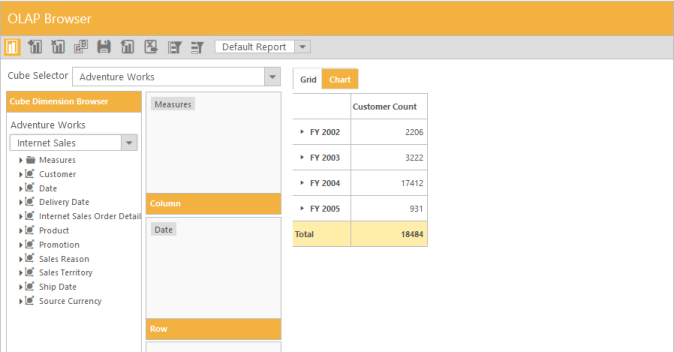 OLAP Browser
Default Report
Cube Selector
Adventure Works
Cube Dimension Browser
Adventure Works
Internet Sales
Measures
Customer
Date
Delivery Date
Internet Sales Order Detail
Product
Promotion
Sales Reason
Sales Territory
Ship Date
Source Currency
Measures
Column
Date
Row
Grid Chart
Customer Count
FY 2002 2206
FY 2003 3222
FY 2004 17412
FY 2005 931
Total 18484